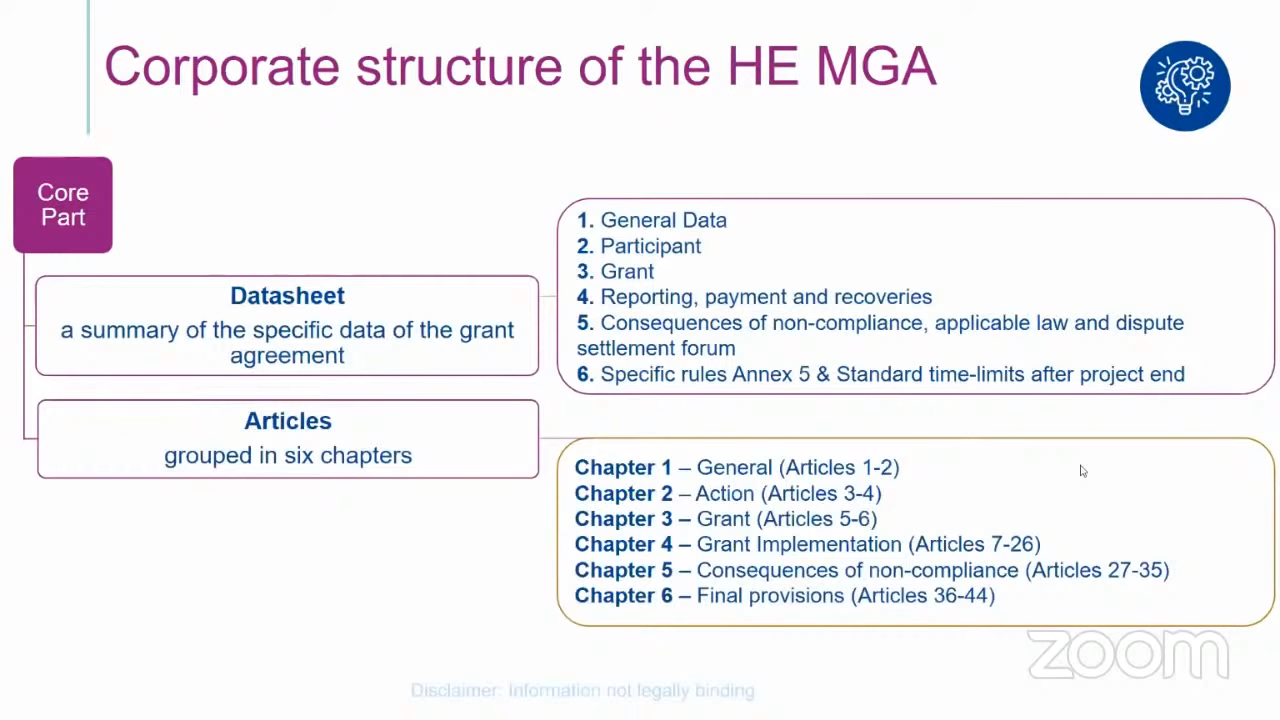 Corporate structure of the HE MGA
Core
Part
Datasheet
a summary of the specific data of the grant
agreement
1. General Data
2. Participant
3. Grant
4. Reporting, payment and recoveries
5. Consequences of non-compliance, applicable law and dispute
settlement forum
6. Specific rules Annex 5 & Standard time-limits after project end
Articles
grouped in six chapters
Chapter 1 – General (Articles 1-2)
Chapter 2 – Action (Articles 3-4)
Chapter 3 – Grant (Articles 5-6)
Chapter 4 – Grant Implementation (Articles 7-26)
Chapter 5 – Consequences of non-compliance (Articles 27-35)
Chapter 6 – Final provisions (Articles 36-44)
zoom
Disclaimer: Information not legally binding